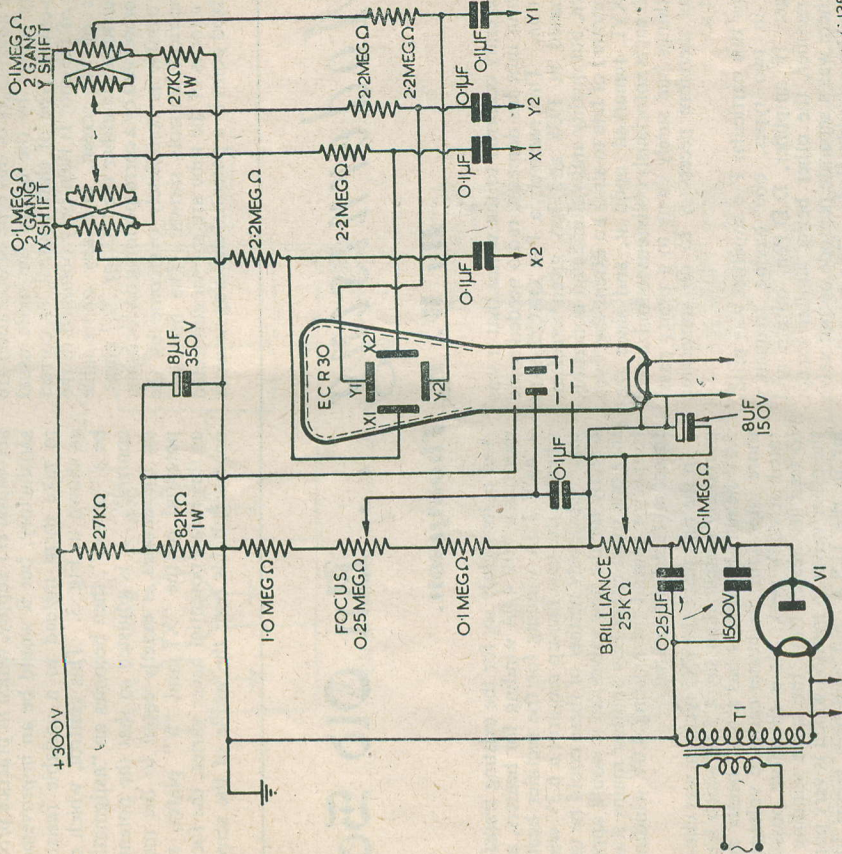 0·1MEG Ω
2 GANG
X SHIFT
0·1MEG Ω
2 GANG
Y SHIFT
+300V
27KΩ
1W
2·2MEG Ω
2·2MEG Ω
2·2MEG Ω
2·2MEG Ω
27KΩ
82KΩ
1W
8μF
350V
0·1μF
0·1μF
0·1μF
0·1μF
X2
X1
Y2
Y1
ECR30
Y1
X1
X2
Y2
1·0 MEG Ω
FOCUS
0·25MEG Ω
0·1MEG Ω
0·1μF
BRILLIANCE
25KΩ
8UF
150V
0·25μF
0·1MEG Ω
1500V
V1
T1